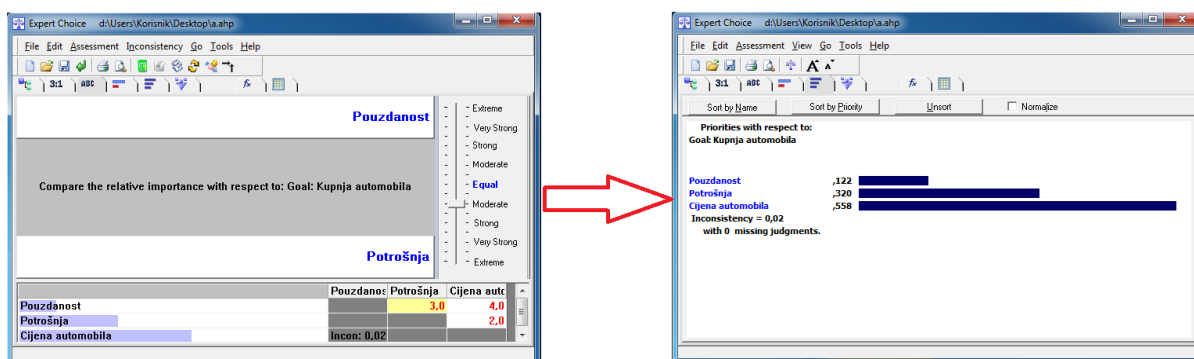 Expert Choice d:\Users\Korisnik\Desktop\a.ahp
File Edit Assessment Inconsistency Go Tools Help
3:1 ABC fx
Pouzdanost
Compare the relative importance with respect to: Goal: Kupnja automobila
Potrošnja
Extreme
Very Strong
Strong
Moderate
Equal
Moderate
Strong
Very Strong
Extreme
Pouzdanos Potrošnja Cijena auto
Pouzdanost 3,0 4,0
Potrošnja 2,0
Cijena automobila Incon: 0,02
Expert Choice d:\Users\Korisnik\Desktop\a.ahp
File Edit Assessment View Go Tools Help
A A
3:1 ABC fx
Sort by Name Sort by Priority Unsort Normalize
Priorities with respect to:
Goal: Kupnja automobila
Pouzdanost ,122
Potrošnja ,320
Cijena automobila ,558
Inconsistency = 0,02
with 0 missing judgments.